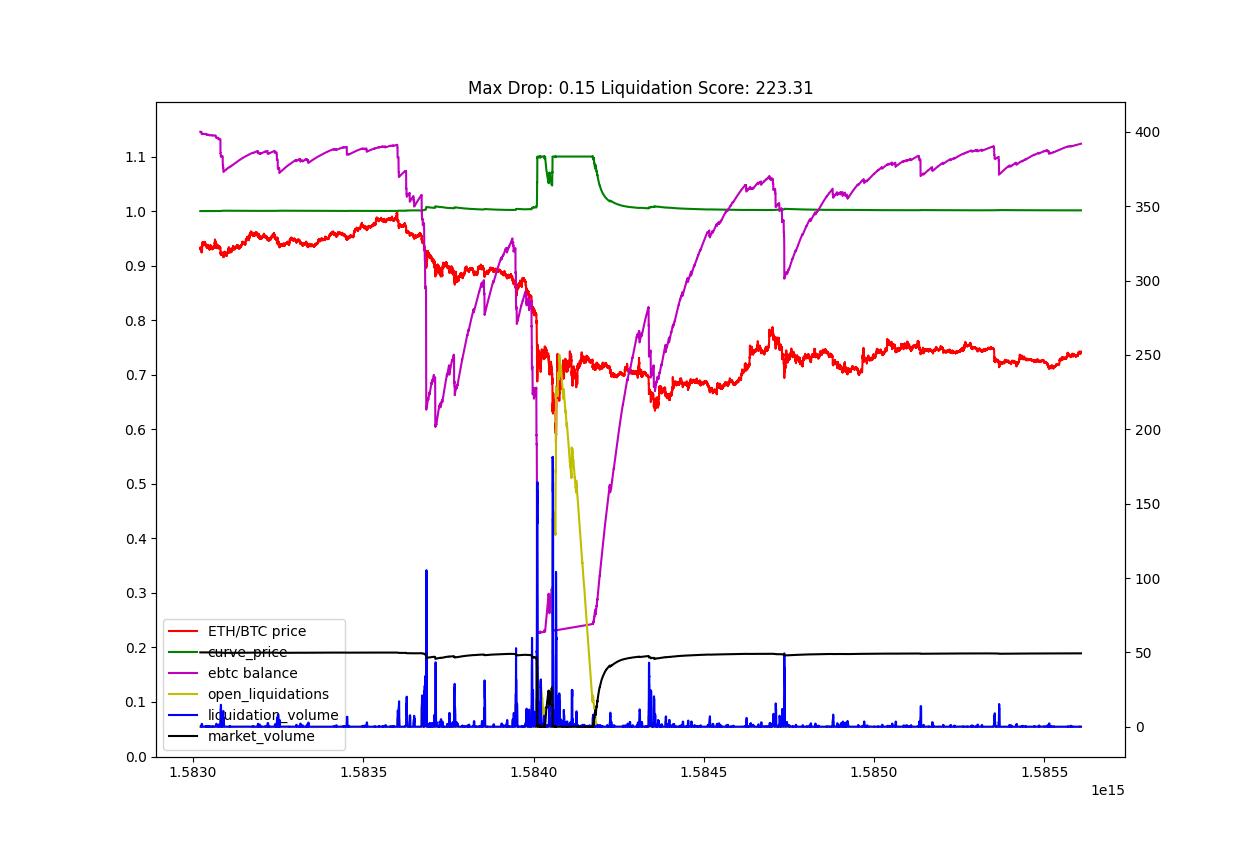 Max Drop: 0.15 Liquidation Score: 223.31
1.1
1.0
0.9
0.8
0.7
0.6
0.5
0.4
0.3
0.2
0.1
0.0
400
350
300
250
200
150
100
50
0
ETH/BTC price
curve_price
ebtc balance
open_liquidations
liquidation_volume
market_volume
1.5830 1.5835 1.5840 1.5845 1.5850 1.5855
1e15